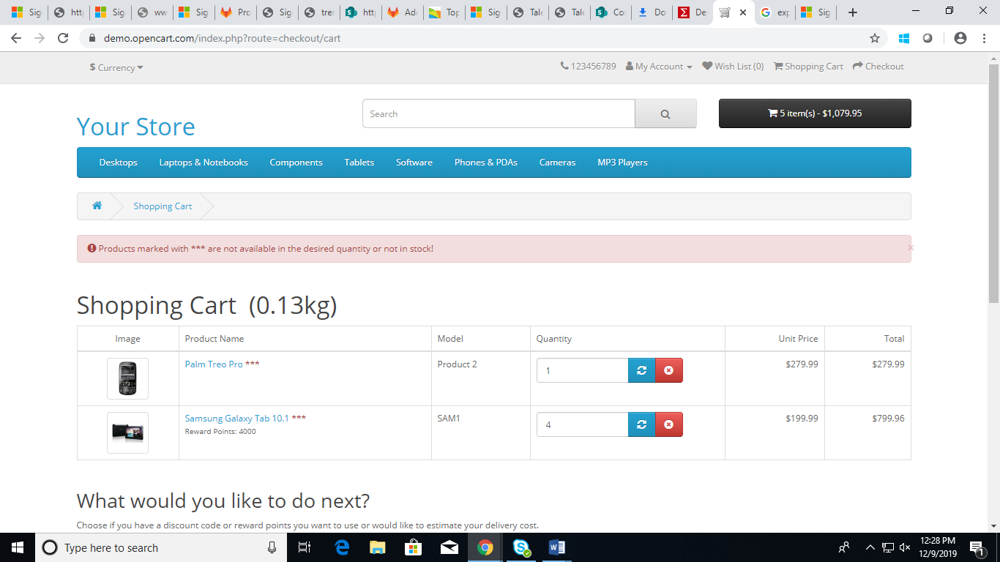 Sig
http
Sig
ww
Sig
Pro
Sig
tre
http
Ad
Top
Sig
Tale
Tale
Co
Do
De
exp
Sig
demo.opencart.com/index.php?route=checkout/cart
$ Currency
123456789 My Account Wish List (0) Shopping Cart Checkout
Your Store
Search
5 item(s) - $1,079.95
Desktops Laptops & Notebooks Components Tablets Software Phones & PDAs Cameras MP3 Players
Shopping Cart
Products marked with *** are not available in the desired quantity or not in stock!
×
Shopping Cart (0.13kg)
Image Product Name Model Quantity Unit Price Total
Palm Treo Pro *** Product 2 1 $279.99 $279.99
Samsung Galaxy Tab 10.1 *** SAM1 4 $199.99 $799.96
Reward Points: 4000
What would you like to do next?
Choose if you have a discount code or reward points you want to use or would like to estimate your delivery cost.
Type here to search
12:28 PM
12/9/2019
1